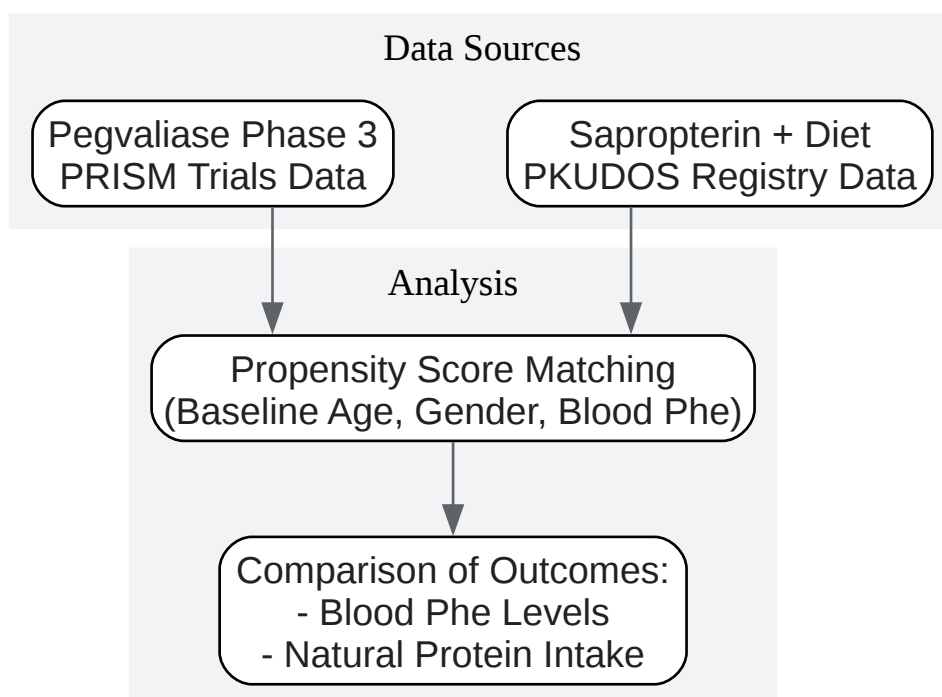 Data Sources
Pegvaliase Phase 3
PRISM Trials Data
Sapropterin + Diet
PKUDOS Registry Data
Analysis
Propensity Score Matching
(Baseline Age, Gender, Blood Phe)
Comparison of Outcomes:
- Blood Phe Levels
- Natural Protein Intake